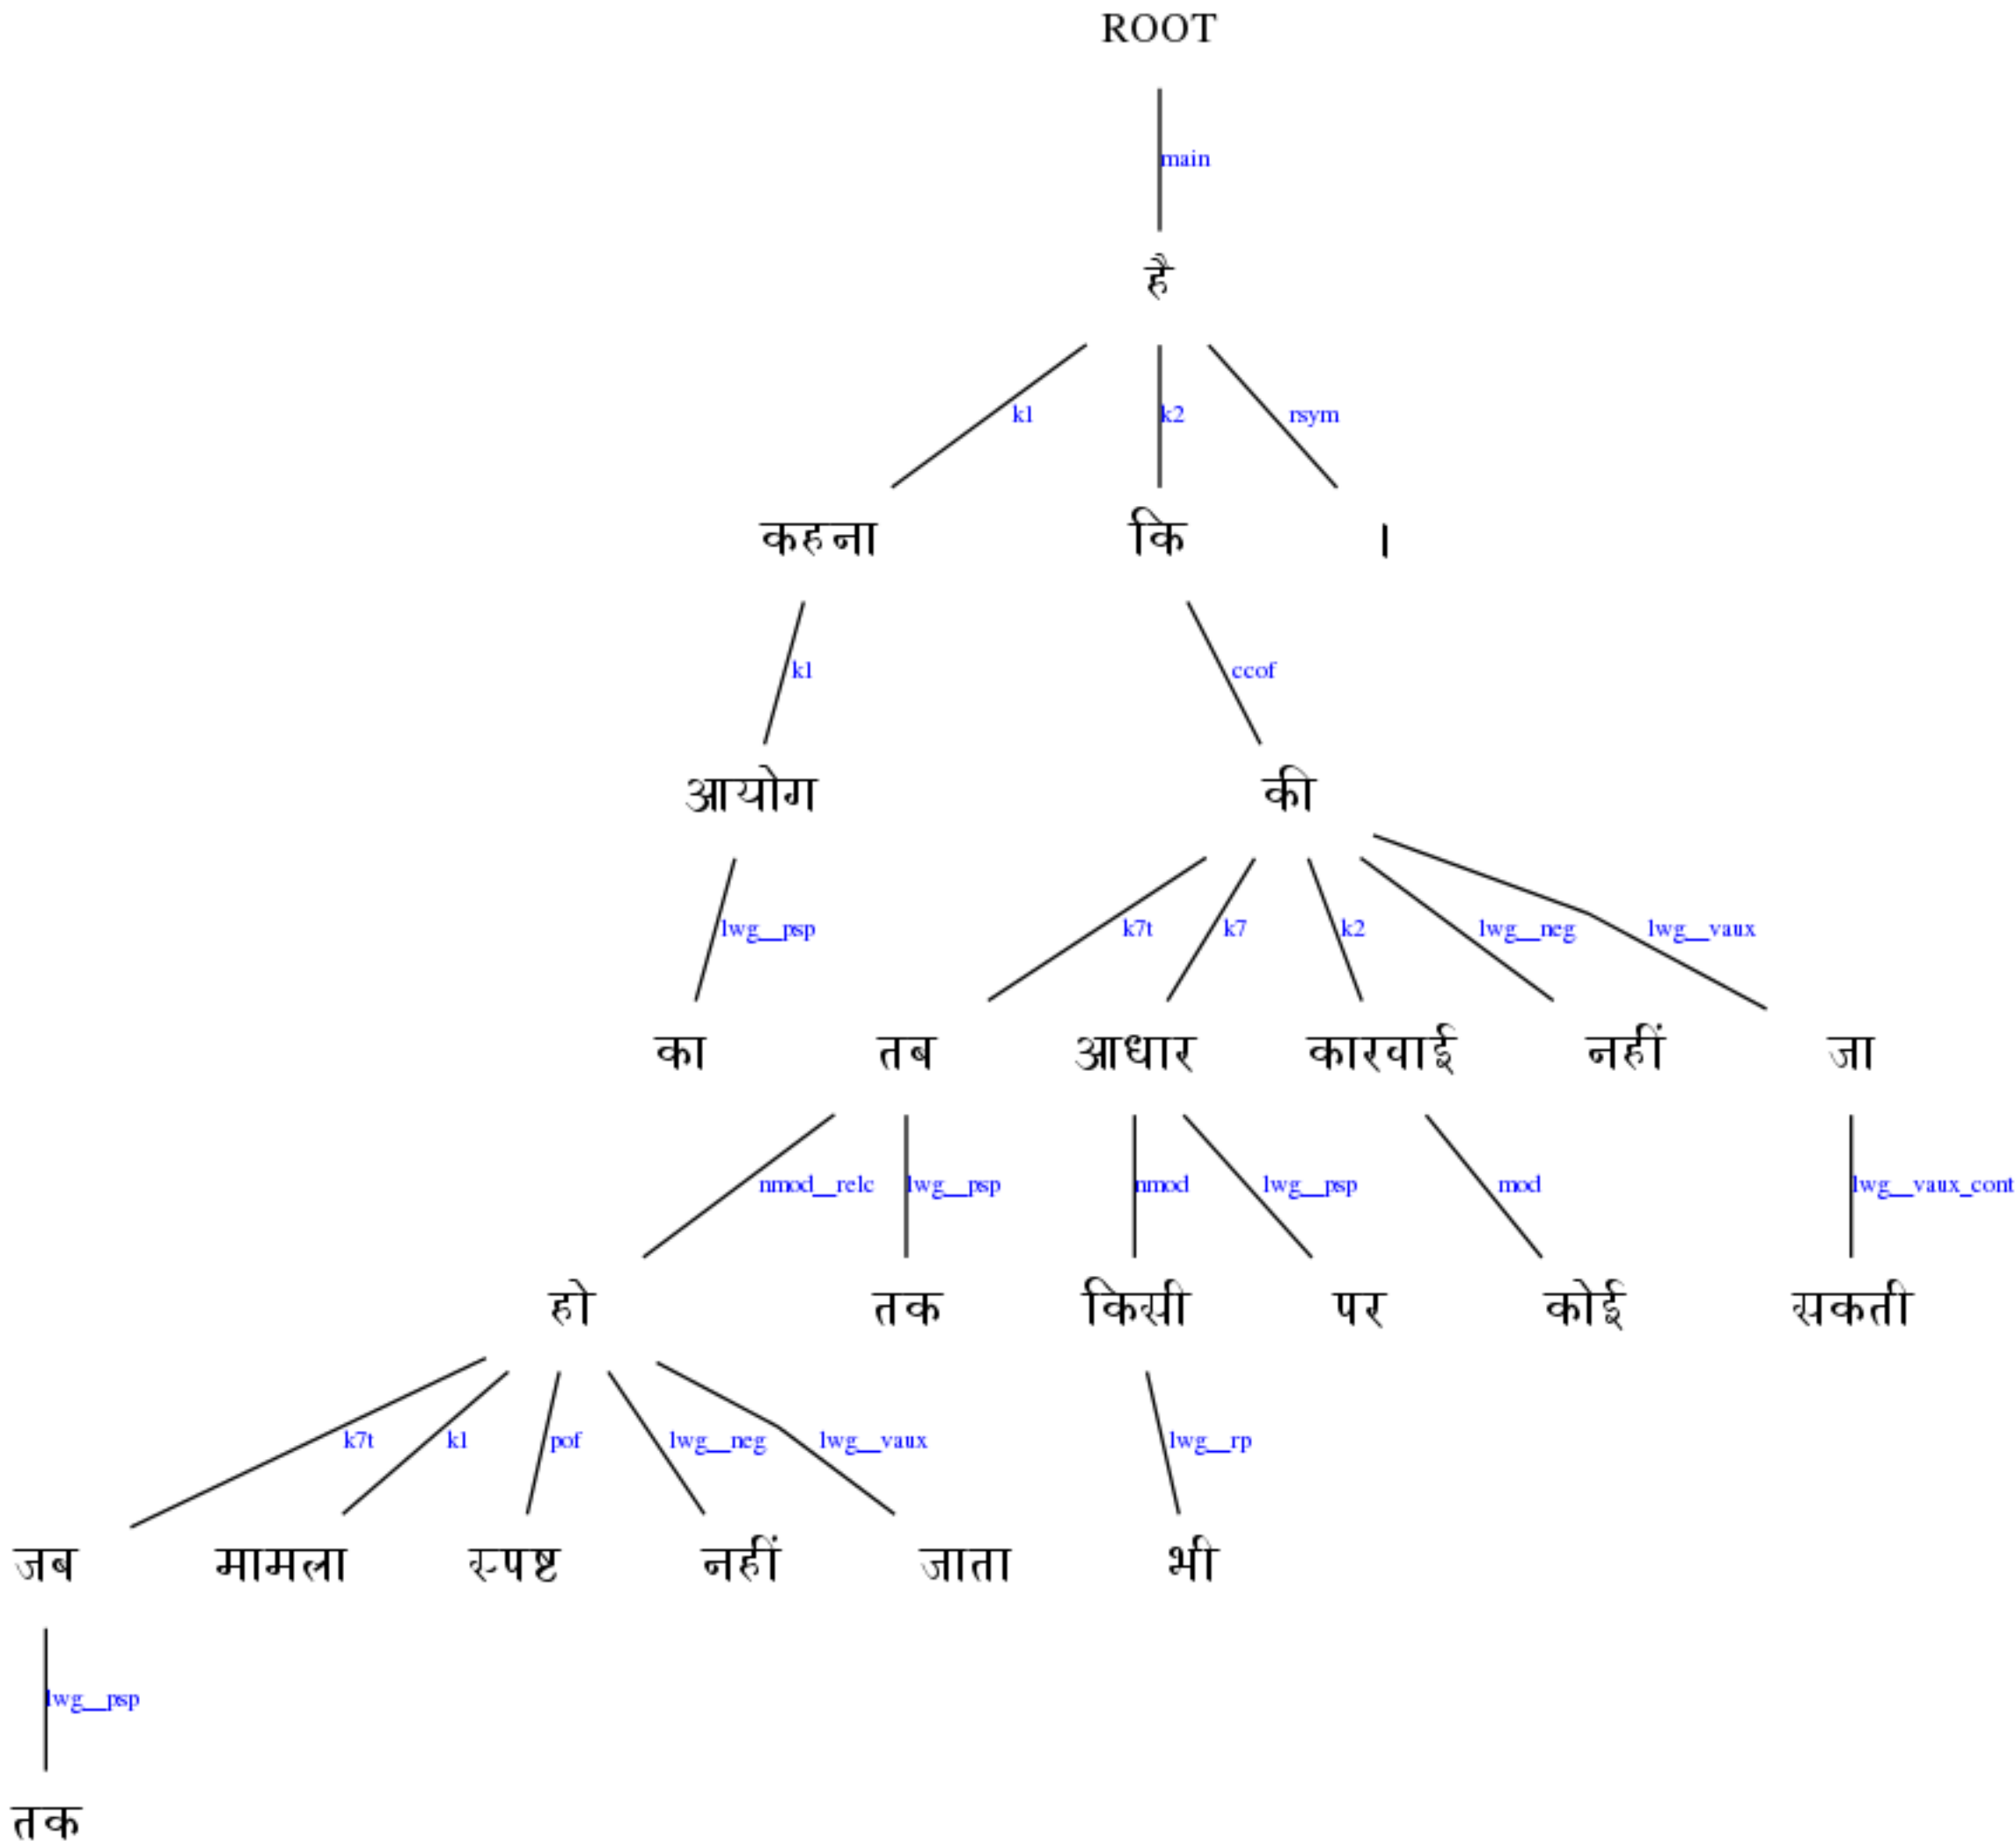 ROOT
main
है
k1 k2 rsym
कहना कि ।
k1 ccof
आयोग की
lwg__psp k7t k7 k2 lwg__neg lwg__vaux
का तब आधार कारवाई नहीं जा
nmod__relc lwg__psp nmod lwg__psp mod lwg__vaux_cont
हो तक किसी पर कोई सकती
k7t k1 pof lwg__neg lwg__vaux lwg__rp
जब मामला स्पष्ट नहीं जाता भी
lwg__psp
तक